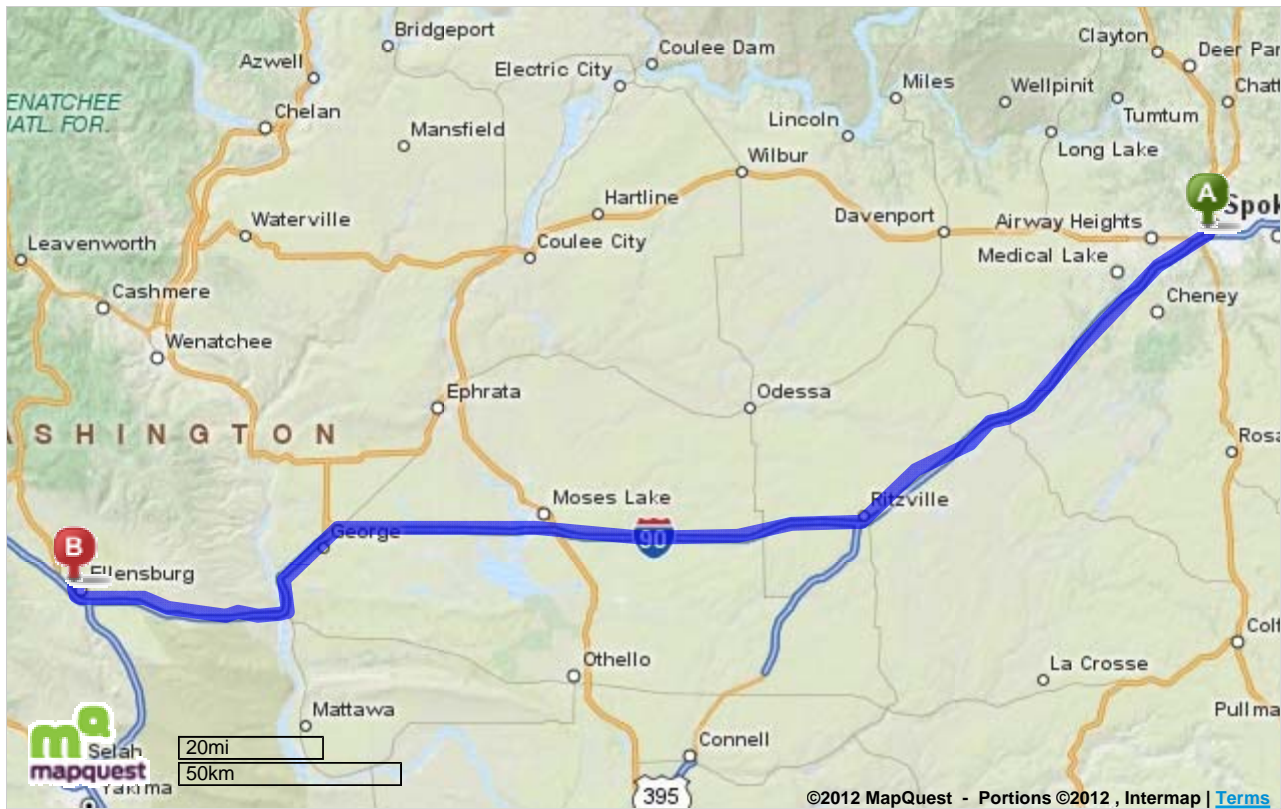 Bridgeport
Clayton
Coulee Dam
Deer Par
Azwell
Electric City
ENATCHEE
IATL. FOR.
Miles
Wellpinit
Chatt
Chelan
Tumtum
Lincoln
Mansfield
Long Lake
Wilbur
A
Hartline
Spok
Waterville
Davenport
Airway Heights
Leavenworth
Coulee City
Medical Lake
Cashmere
Cheney
Wenatchee
Ephrata
Odessa
ASHINGTON
Rosa
Moses Lake
Ritzville
George
90
B
Ellensburg
Othello
La Crosse
Colf
Mattawa
Pullma
mQ
Selah
20mi
Connell
mapquest
50km
Yakima
395
©2012 MapQuest - Portions ©2012 , Intermap | Terms